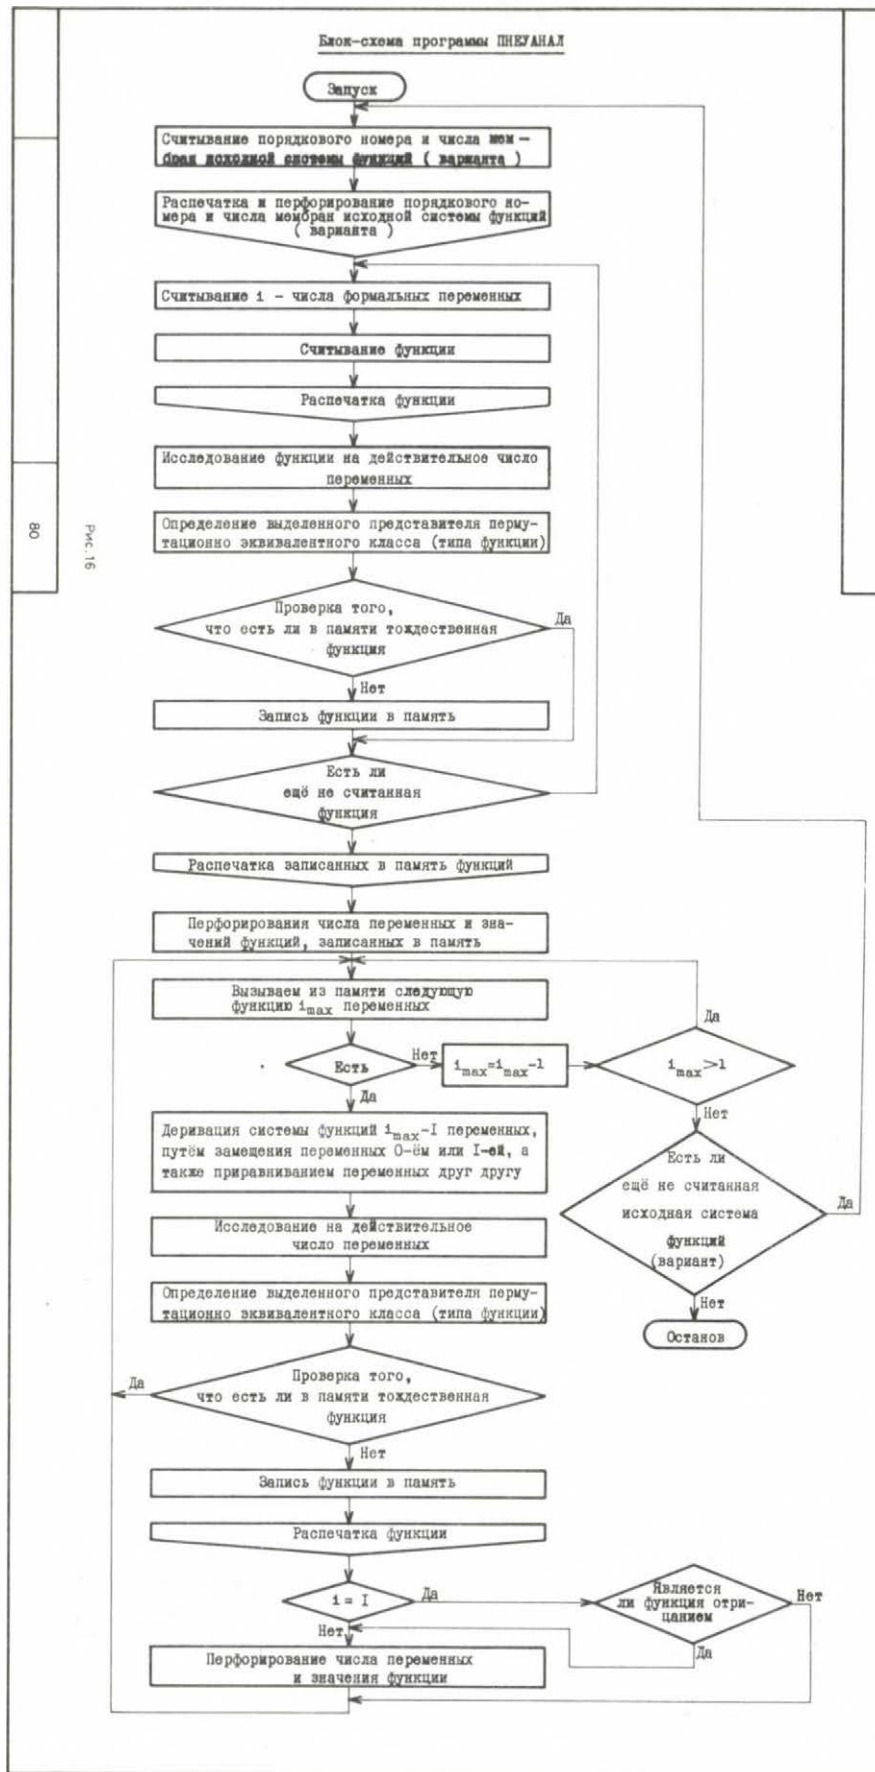 Блок-схема программы ПНЕУАНАЛ
Запуск
Считывание порядкового номера и числа мем-
бран исходной системы функций ( варианта )
Распечатка и перфорирование порядкового но-
мера и числа мембран исходной системы функций
( варианта )
Считывание i - числа формальных переменных
Считывание функции
Распечатка функции
Исследование функции на действительное число
переменных
Определение выделенного представителя перму-
тационно эквивалентного класса (типа функции)
Проверка того,
что есть ли в памяти тождественная
функция
Да
Нет
Запись функции в память
Есть ли
ещё не считанная
функция
Распечатка записанных в память функций
Перфорирования числа переменных и зна-
чений функций, записанных в память
Вызываем из памяти следующую
функцию imax переменных
Есть
Нет
imax=imax-1
imax>1
Да
Нет
Да
Деривация системы функций imax-I переменных,
путём замещения переменных О-ём или I-ей, а
также приравниванием переменных друг другу
Есть ли
ещё не считанная
исходная система
функций
(вариант)
Да
Нет
Останов
Исследование на действительное
число переменных
Определение выделенного представителя перму-
тационно эквивалентного класса (типа функции)
Проверка того,
что есть ли в памяти тождественная
функция
Да
Нет
Запись функции в память
Распечатка функции
i = I
Да
Нет
Является
ли функция отри-
цанием
Нет
Да
Перфорирование числа переменных
и значения функции
Рис.16
80